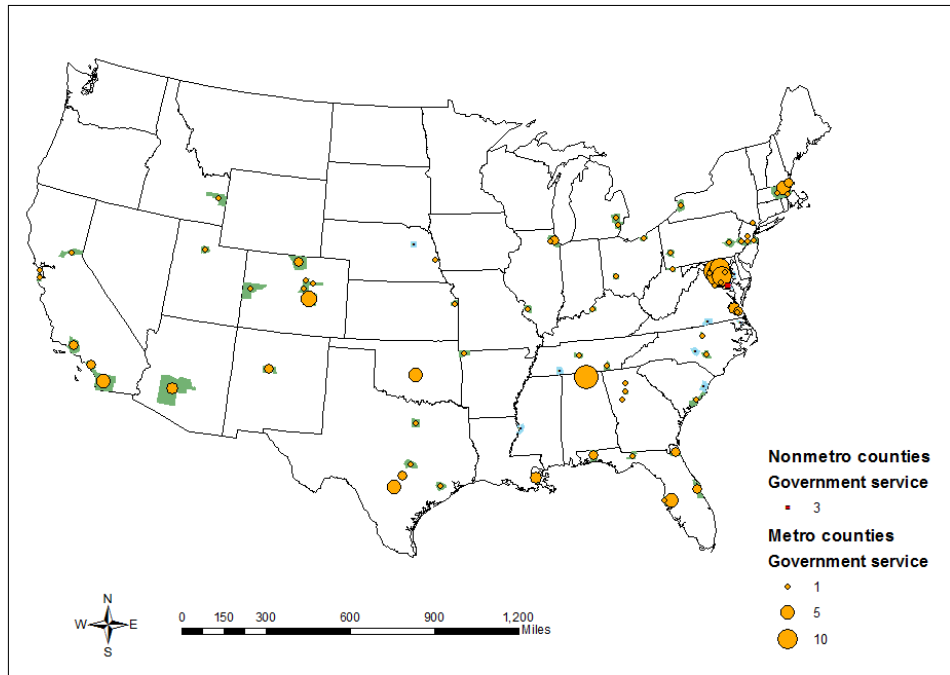 Nonmetro counties
Government service
3
Metro counties
Government service
1
5
10
N
W E
S
0 150 300 600 900 1,200
Miles